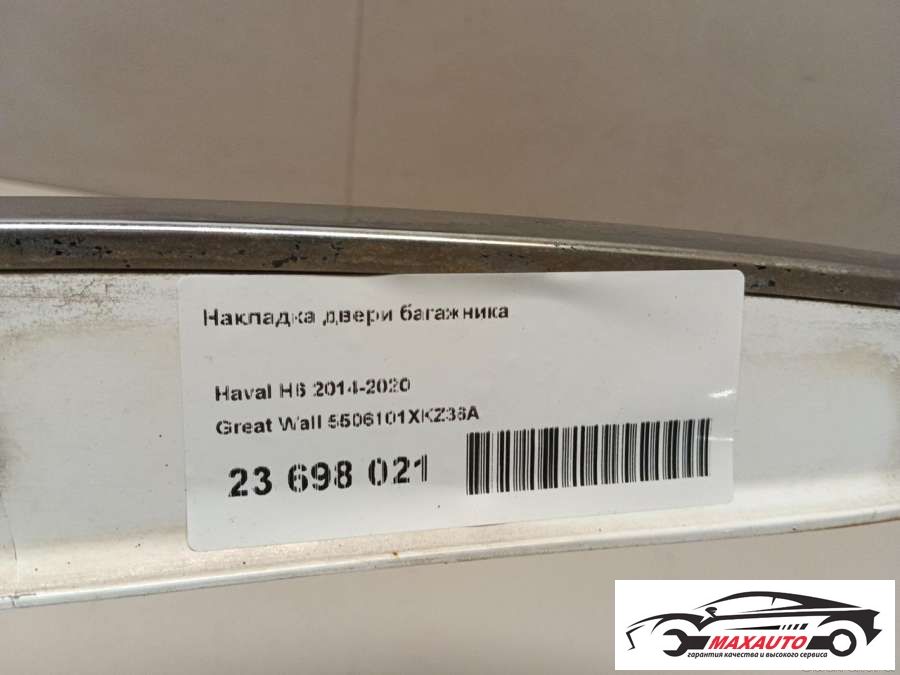 Накладка двери багажника
Haval H6 2014-2020
Great Wall 5506101XKZ36A
23 698 021
MAXAUTO
гарантия качества и высокого сервиса